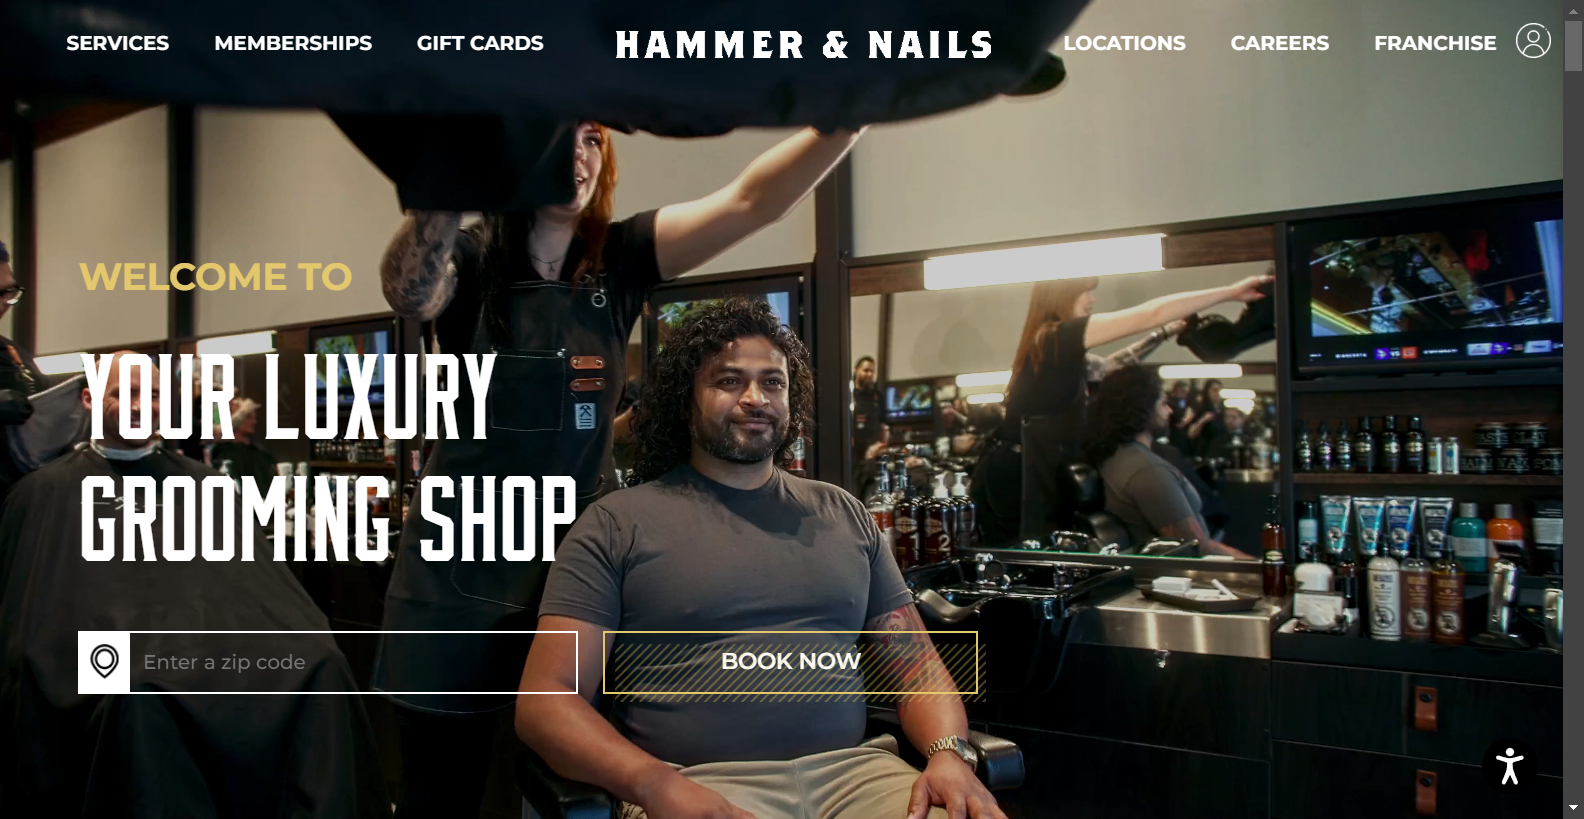 SERVICES MEMBERSHIPS GIFT CARDS HAMMER & NAILS LOCATIONS CAREERS FRANCHISE
WELCOME TO
YOUR LUXURY
GROOMING SHOP
Enter a zip code
BOOK NOW